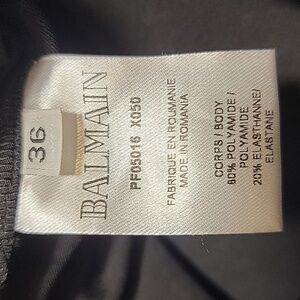 36
BALMAIN
PF05016 X050
FABRIQUE EN ROUMANIE
MADE IN ROMANIA
CORPS / BODY
80% POLYAMIDE /
POLYAMIDE
20% ELASTHANNE/
ELASTANE